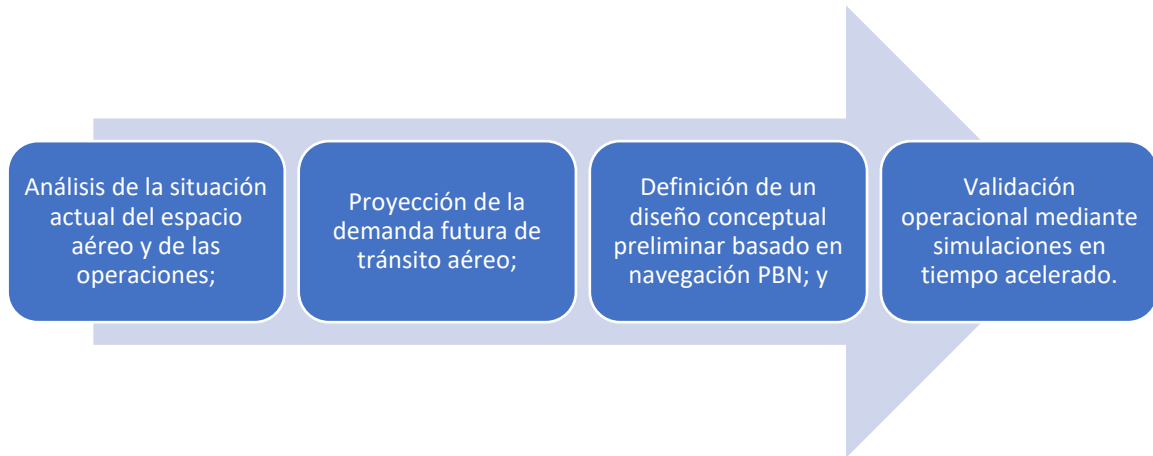 Análisis de la situación
actual del espacio
aéreo y de las
operaciones;
Proyección de la
demanda futura de
tránsito aéreo;
Definición de un
diseño conceptual
preliminar basado en
navegación PBN; y
Validación
operacional mediante
simulaciones en
tiempo acelerado.